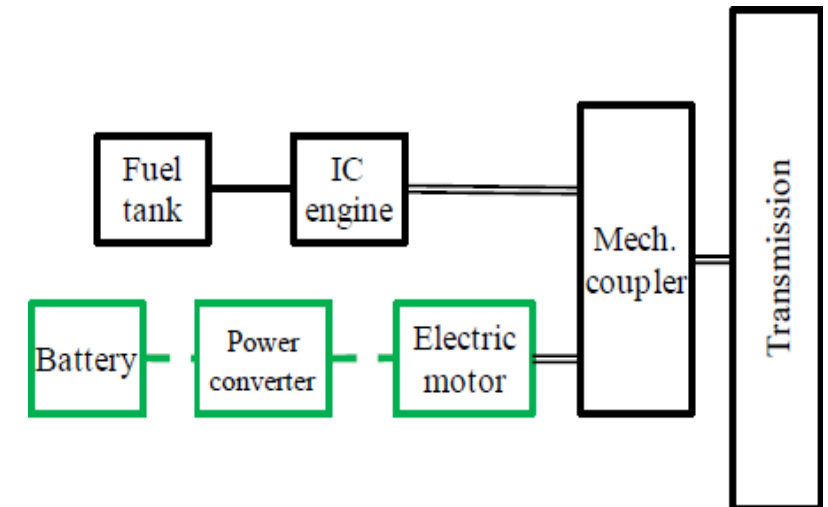 Fuel
tank
IC
engine
Mech.
coupler
Transmission
Battery
Power
converter
Electric
motor